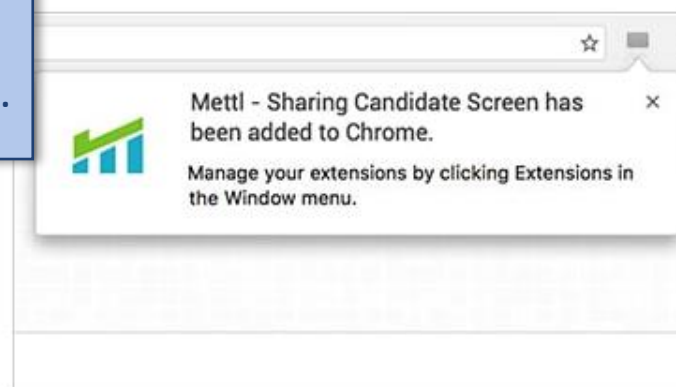 .
Mettl - Sharing Candidate Screen has
been added to Chrome.
Manage your extensions by clicking Extensions in
the Window menu.